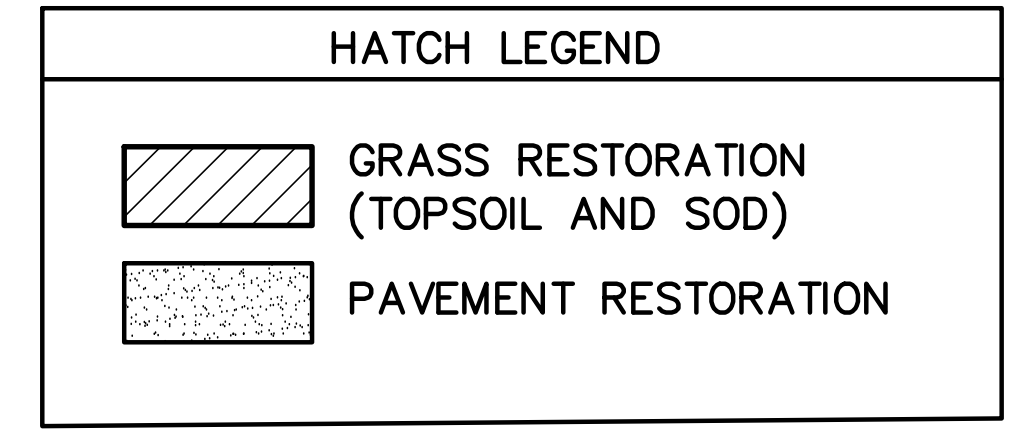 HATCH LEGEND
GRASS RESTORATION
(TOPSOIL AND SOD)
PAVEMENT RESTORATION